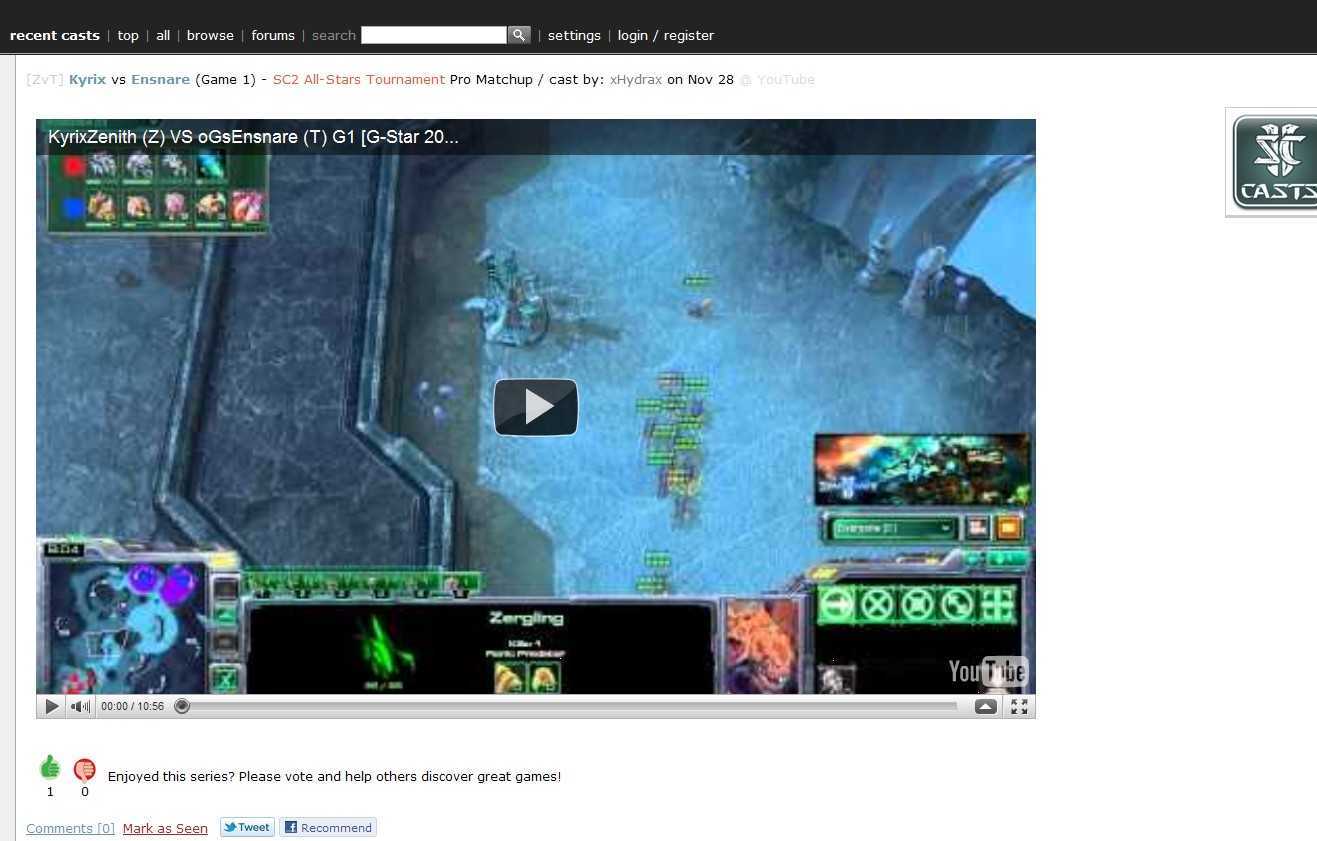 recent casts | top | all | browse | forums | search | settings | login / register
[ZvT] Kyrix vs Ensnare (Game 1) - SC2 All-Stars Tournament Pro Matchup / cast by: xHydrax on Nov 28 @ YouTube
KyrixZenith (Z) VS oGsEnsnare (T) G1 [G-Star 20...
SC
CASTS
Zergling
YouTube
00:00 / 10:56
Enjoyed this series? Please vote and help others discover great games!
1 0
Comments [0] Mark as Seen Tweet Recommend